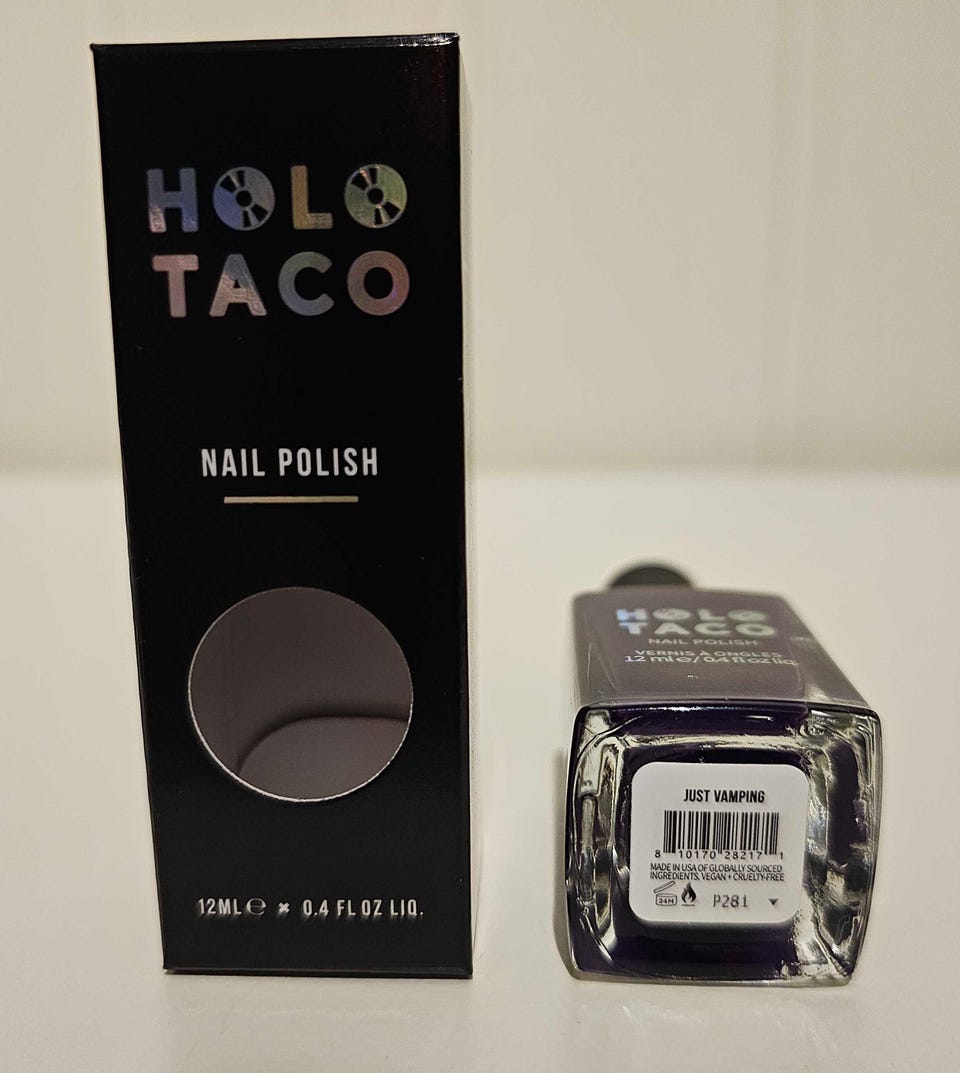 HOLO
TACO
NAIL POLISH
12ML℮ × 0.4 FL OZ LIQ.
HOLO
TACO
NAIL POLISH
VERNIS À ONGLES
12 ml℮/0.4 fl oz liq
JUST VAMPING
8 10170 28217 1
MADE IN USA OF GLOBALLY SOURCED
INGREDIENTS. VEGAN + CRUELTY-FREE
24M P281